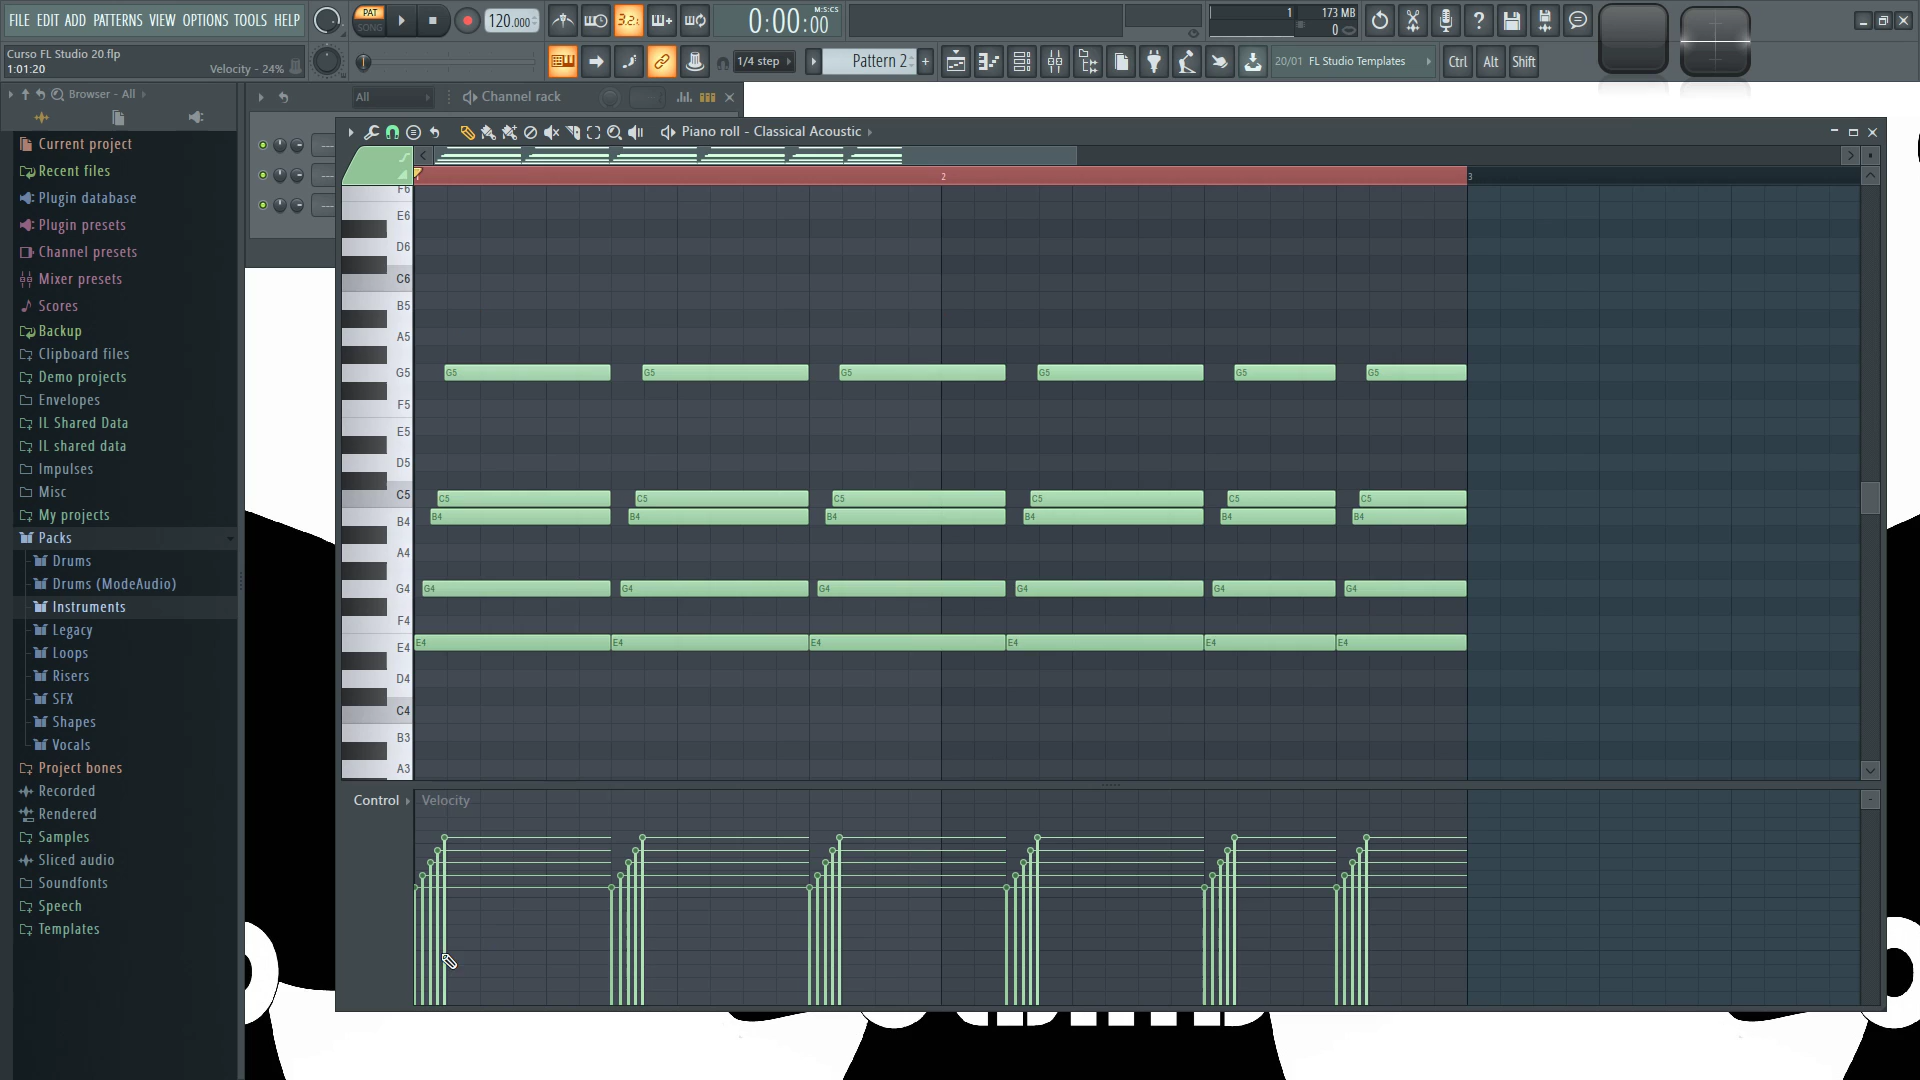 FILE EDIT ADD PATTERNS VIEW OPTIONS TOOLS HELP
PAT
SONG
120.000
3.2.
0:00:00
M:S:CS
1
173 MB
0
Curso FL Studio 20.flp
1:01:20
Velocity - 24%
1/4 step
Pattern 2
20/01 FL Studio Templates
Ctrl
Alt
Shift
Browser - All
All
Channel rack
Current project
Recent files
Plugin database
Plugin presets
Channel presets
Mixer presets
Scores
Backup
Clipboard files
Demo projects
Envelopes
IL Shared Data
IL shared data
Impulses
Misc
My projects
Packs
Drums
Drums (ModeAudio)
Instruments
Legacy
Loops
Risers
SFX
Shapes
Vocals
Project bones
Recorded
Rendered
Samples
Sliced audio
Soundfonts
Speech
Templates
Piano roll - Classical Acoustic
2
3
F6
E6
D6
C6
B5
A5
G5 G5 G5 G5 G5 G5 G5
F5
E5
D5
C5 C5 C5 C5 C5 C5 C5
B4 B4 B4 B4 B4 B4 B4
A4
G4 G4 G4 G4 G4 G4 G4
F4
E4 E4 E4 E4 E4 E4 E4
D4
C4
B3
A3
Control
Velocity